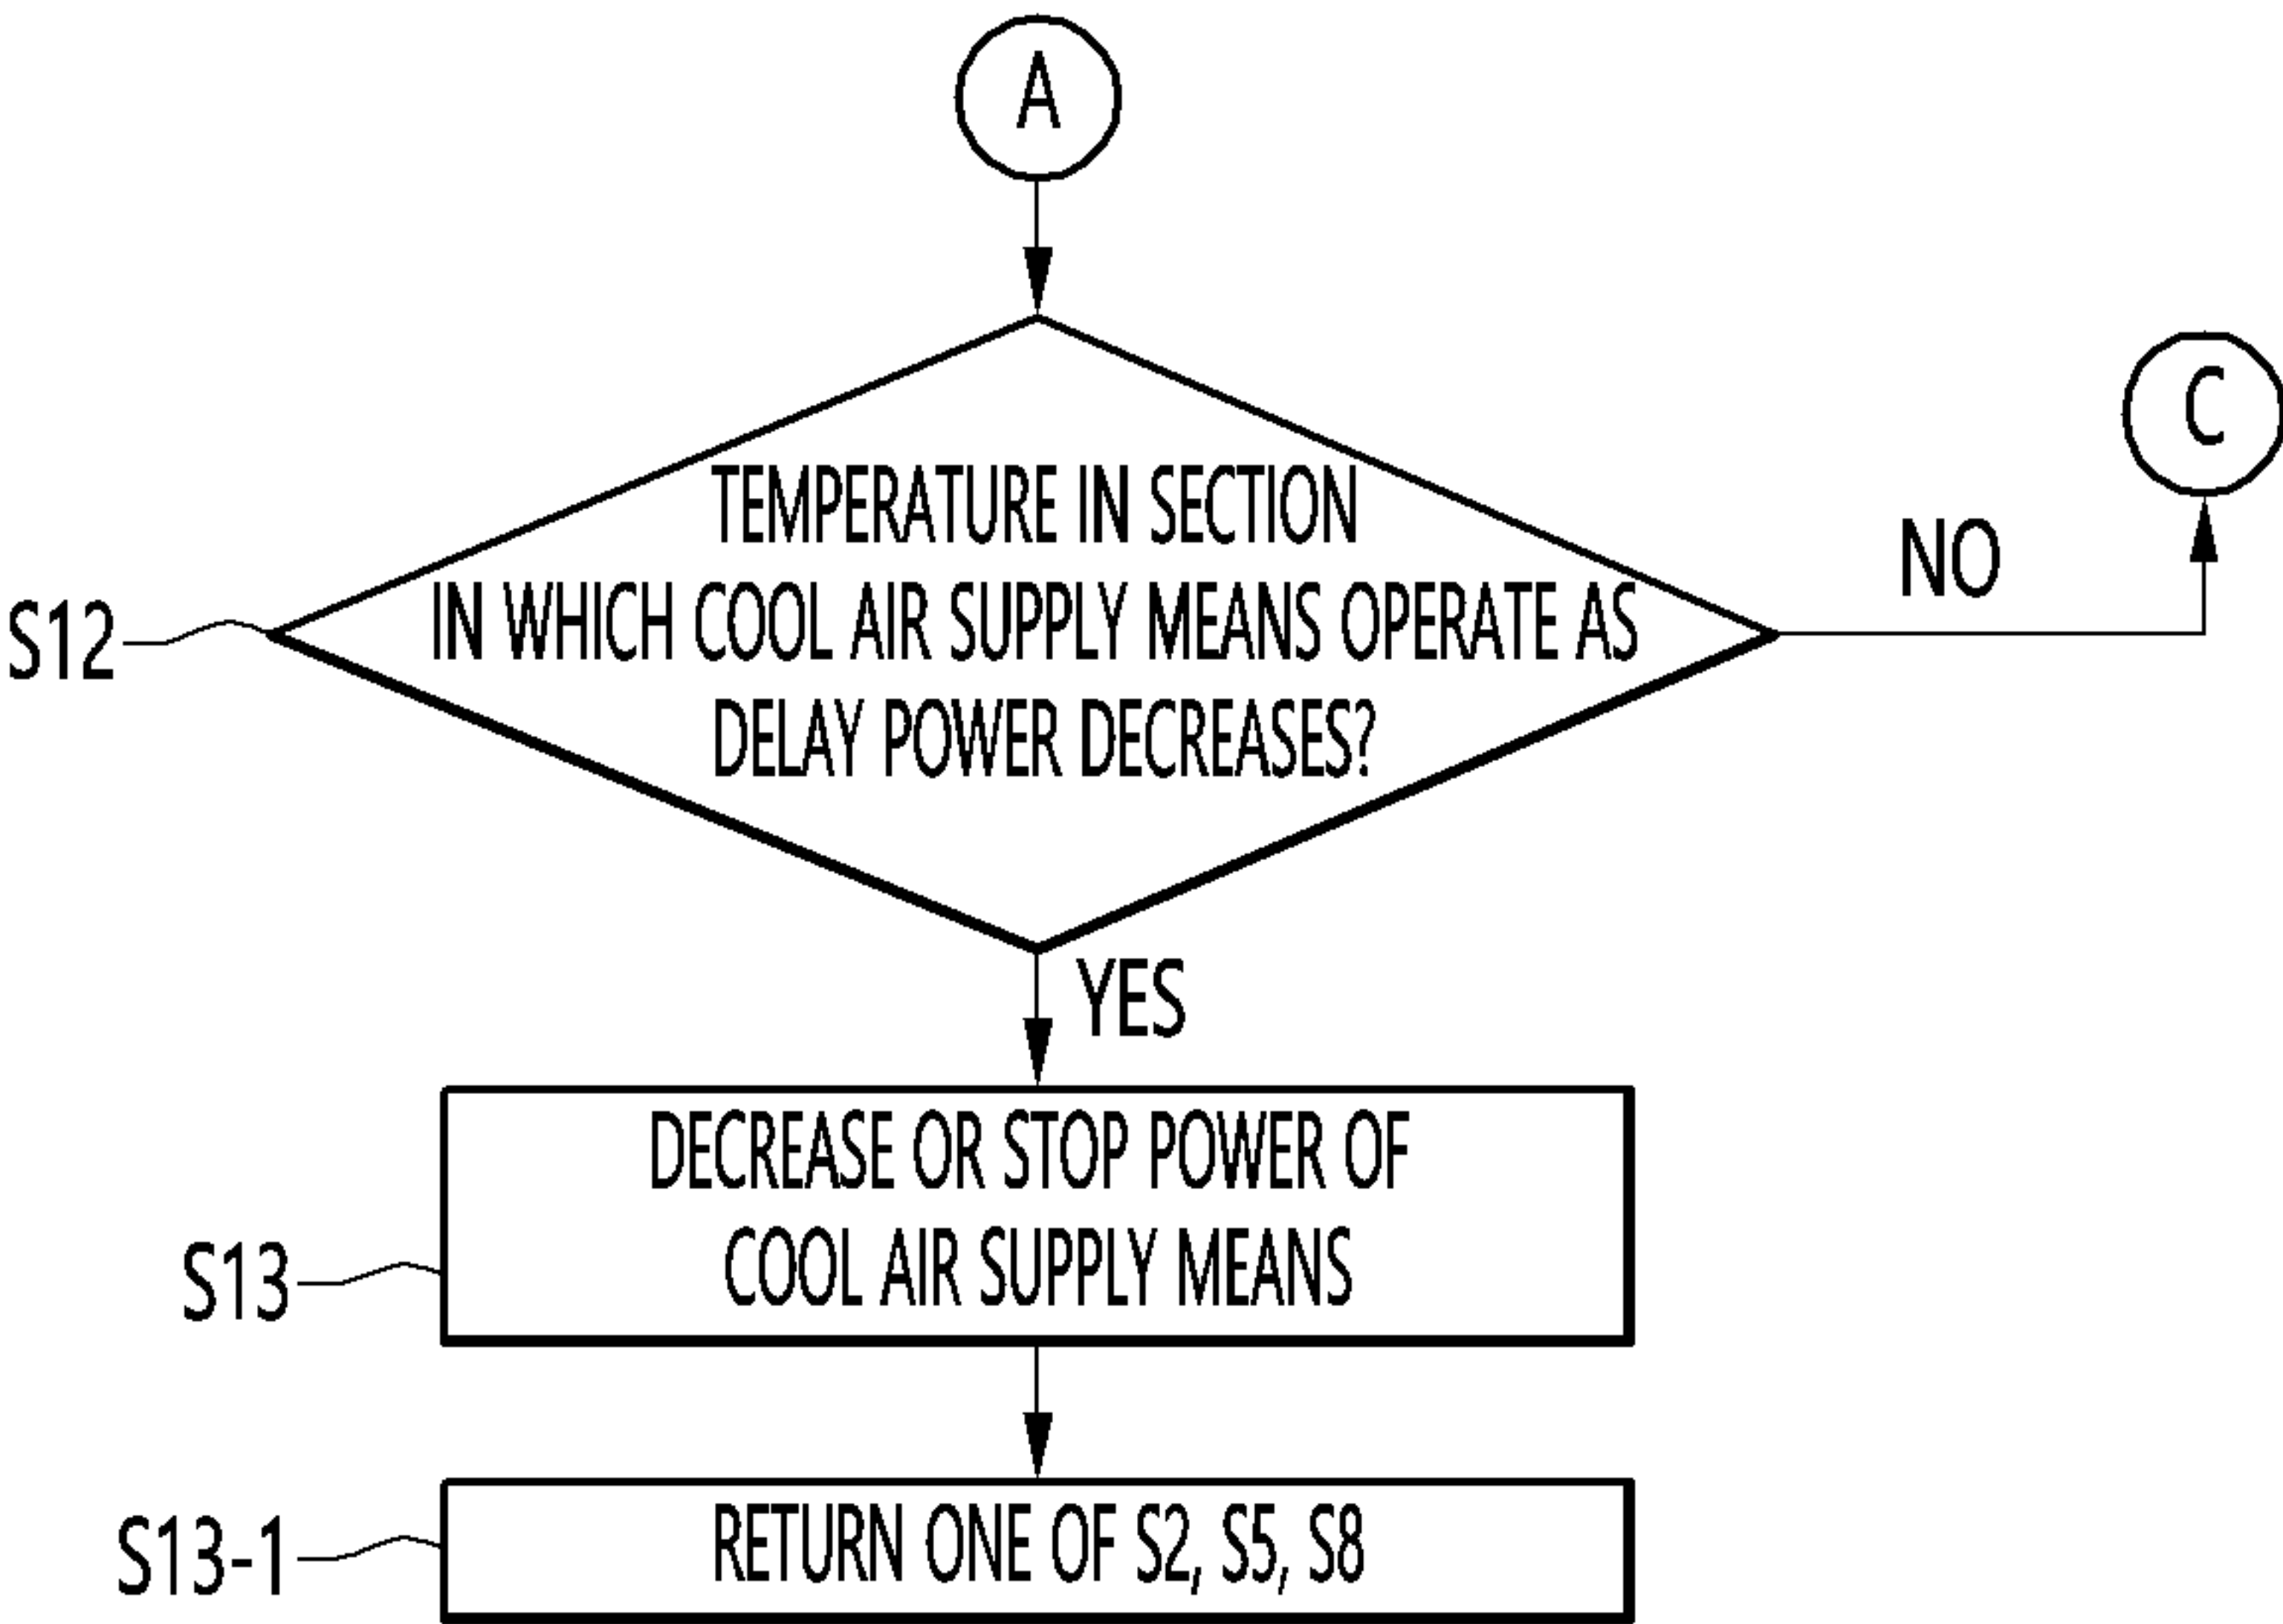 A
C
TEMPERATURE IN SECTION
IN WHICH COOL AIR SUPPLY MEANS OPERATE AS
DELAY POWER DECREASES?
S12
NO
YES
DECREASE OR STOP POWER OF
COOL AIR SUPPLY MEANS
S13
RETURN ONE OF S2, S5, S8
S13-1